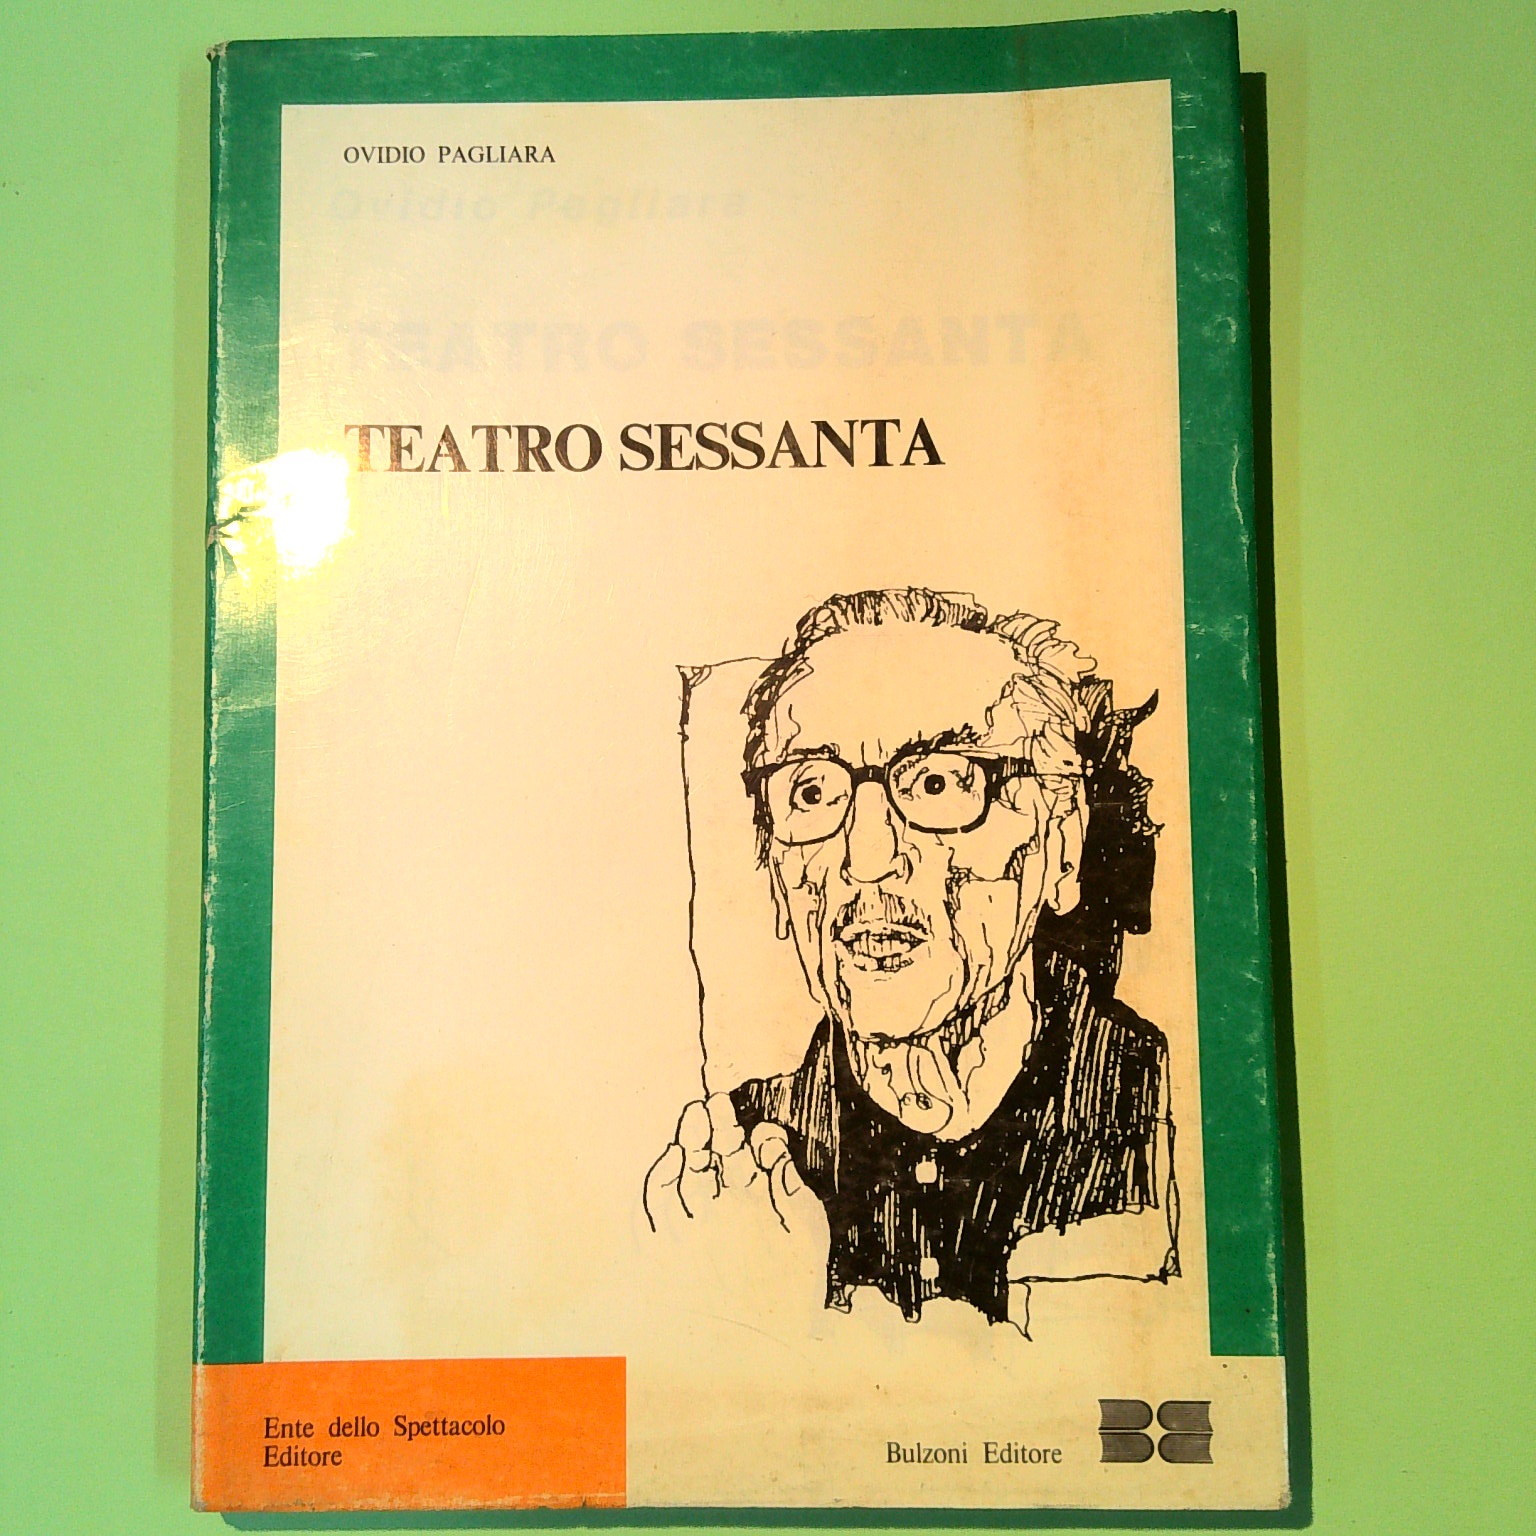 OVIDIO PAGLIARA
Ovidio Pagliara
TEATRO SESSANTA
TEATRO SESSANTA
Ente dello Spettacolo
Editore
Bulzoni Editore